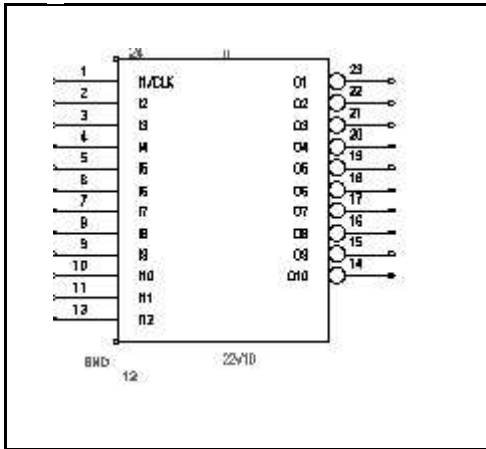 24 U
1 I1/CLK O1 23
2 I2 O2 22
3 I3 O3 21
4 I4 O4 20
5 I5 O5 19
6 I6 O6 18
7 I7 O7 17
8 I8 O8 16
9 I9 O9 15
10 I10 O10 14
11 I11
13 I12
GND 22V10
12